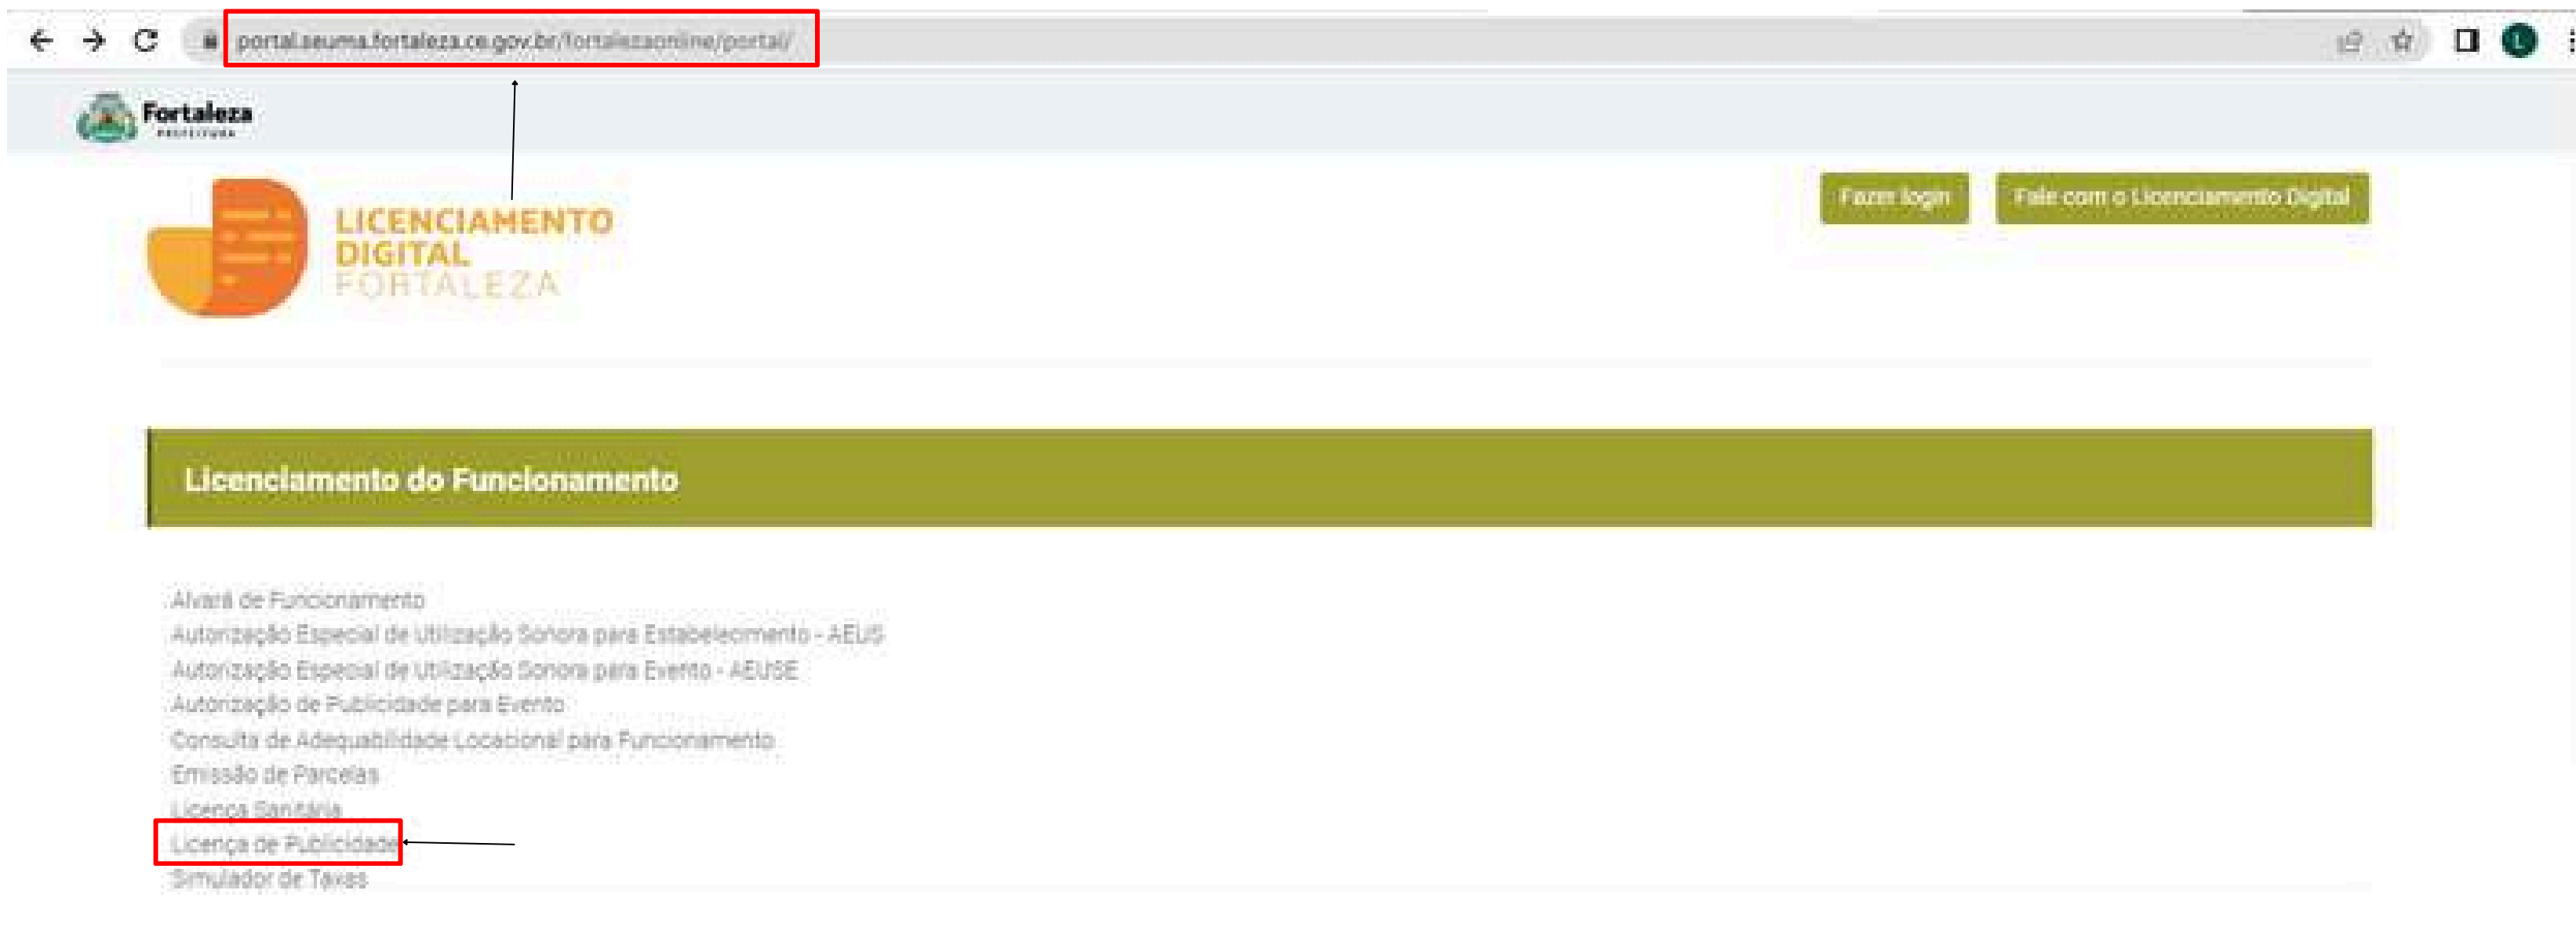 portal.seuma.fortaleza.ce.gov.br/fortalezaonline/portal/
L
Fortaleza
PREFEITURA
LICENCIAMENTO
DIGITAL
FORTALEZA
Fazer login
Fale com o Licenciamento Digital
Licenciamento do Funcionamento
Alvará de Funcionamento
Autorização Especial de Utilização Sonora para Estabelecimento - AEUS
Autorização Especial de Utilização Sonora para Evento - AEUSE
Autorização de Publicidade para Evento
Consulta de Adequabilidade Locacional para Funcionamento
Emissão de Parcelas
Licença Sanitária
Licença de Publicidade
Simulador de Taxas